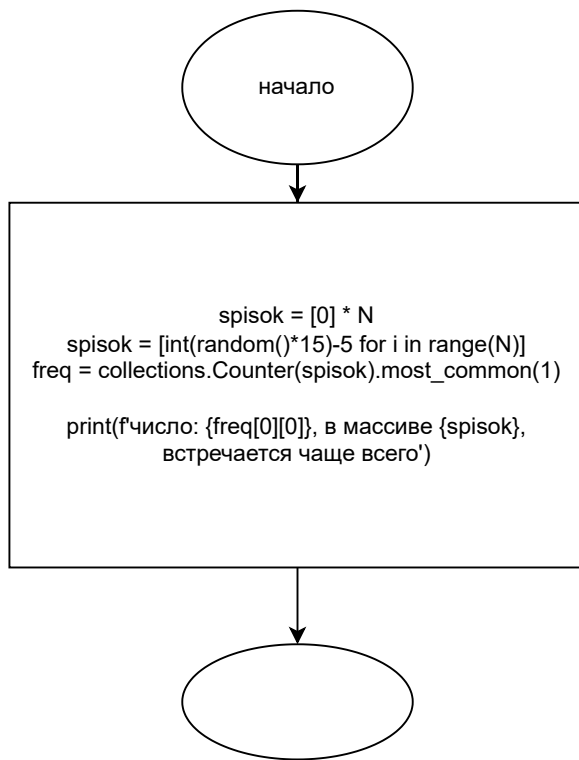 начало
spisok = [0] * N
spisok = [int(random()*15)-5 for i in range(N)]
freq = collections.Counter(spisok).most_common(1)
print(f'число: {freq[0][0]}, в массиве {spisok},
встречается чаще всего')